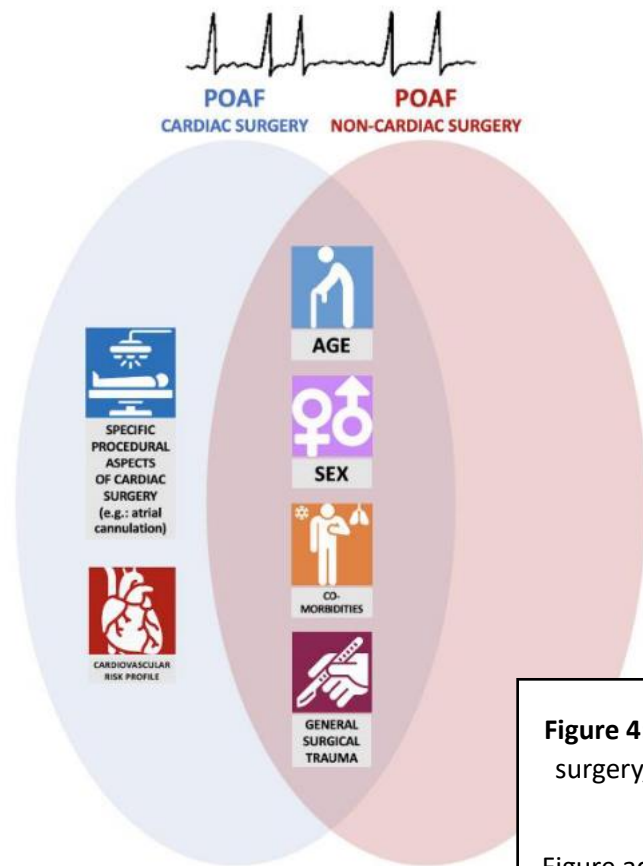 POAF
CARDIAC SURGERY
POAF
NON-CARDIAC SURGERY
AGE
SPECIFIC
PROCEDURAL
ASPECTS
OF CARDIAC
SURGERY
(e.g.: atrial
cannulation)
SEX
CO-
MORBIDITIES
CARDIOVASCULAR
RISK PROFILE
GENERAL
SURGICAL
TRAUMA
Figure 4
surgery
Figure